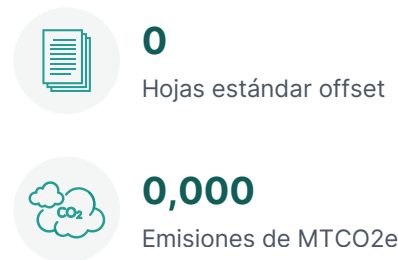 0
Hojas estándar offset
CO₂
0,000
Emisiones de MTCO2e